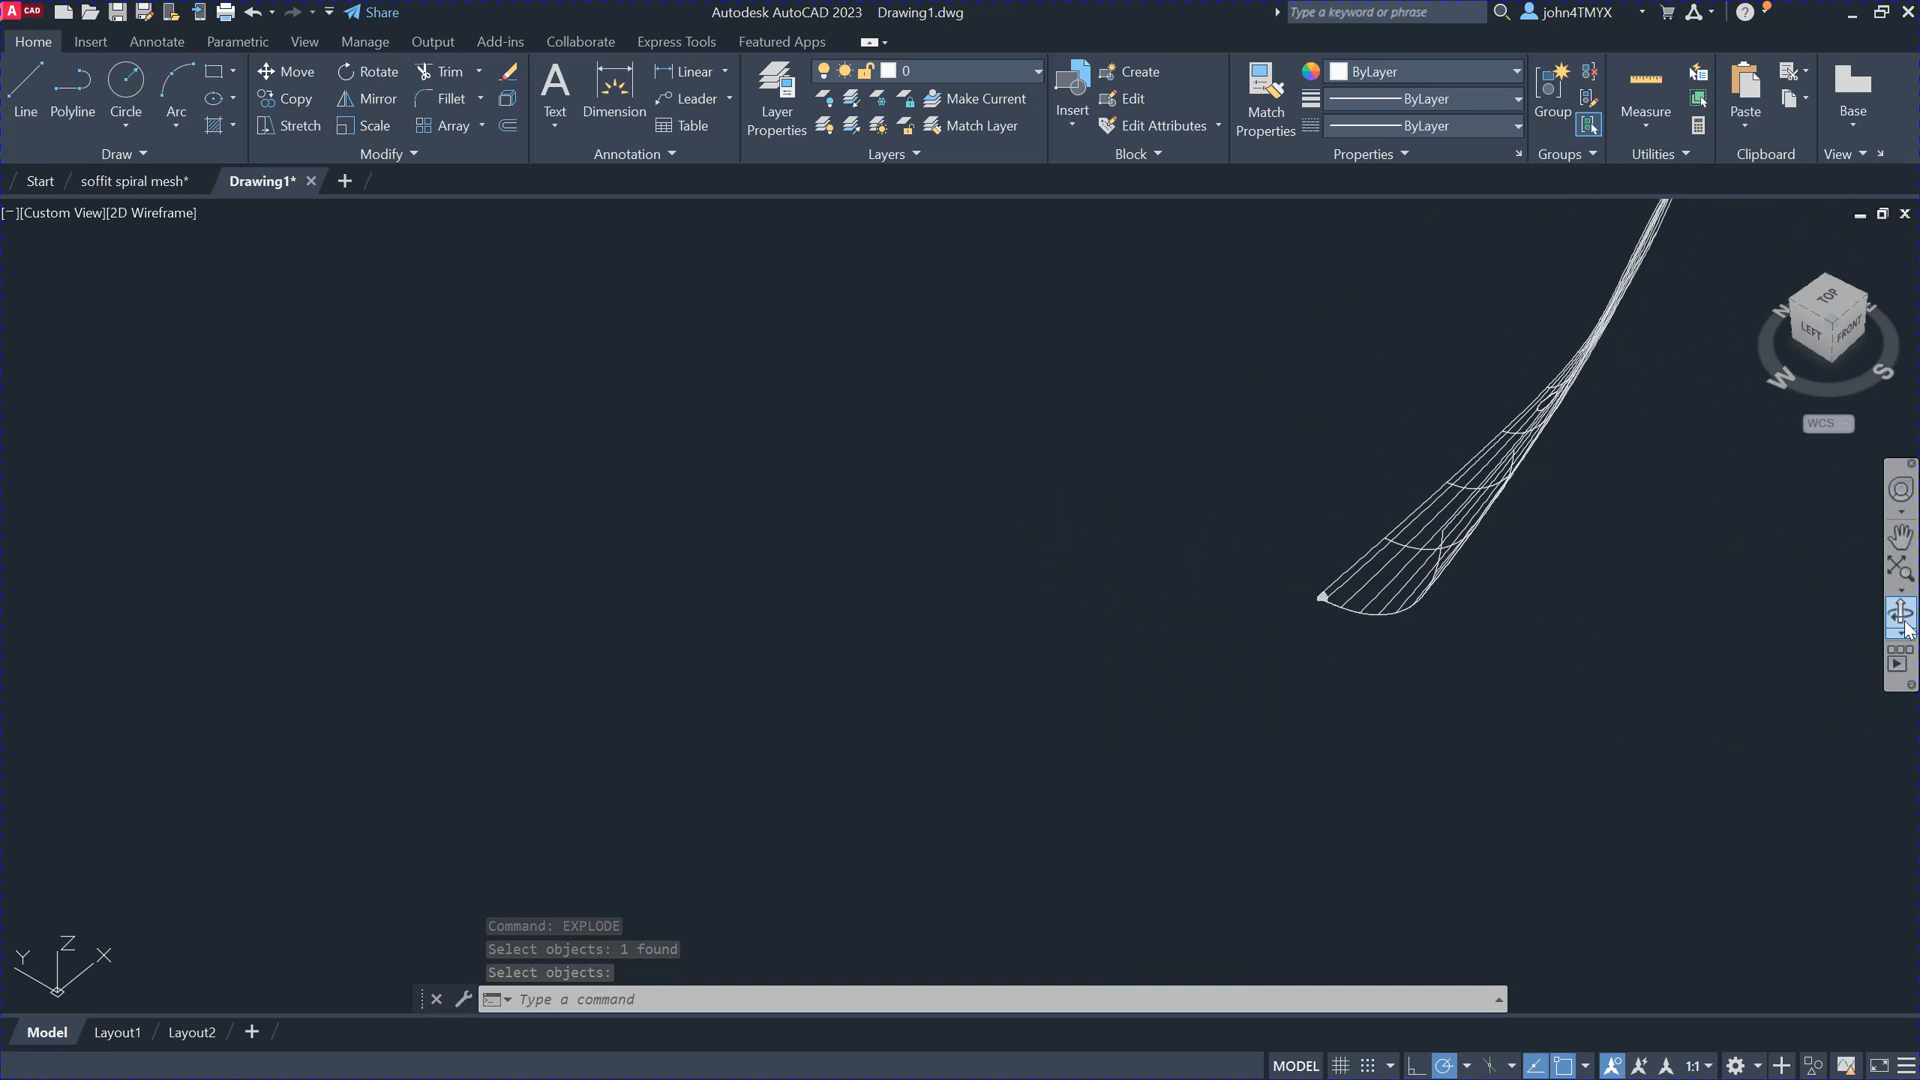 A CAD Share Autodesk AutoCAD 2023 Drawing1.dwg Type a keyword or phrase john4TMYX
Home Insert Annotate Parametric View Manage Output Add-ins Collaborate Express Tools Featured Apps
Line Polyline Circle Arc
Move Rotate Trim
Copy Mirror Fillet
Stretch Scale Array
Text Dimension
Linear
Leader
Table
Layer Properties
0
Make Current
Match Layer
Insert
Create
Edit
Edit Attributes
Match Properties
ByLayer
ByLayer
ByLayer
Group Measure Paste Base
Draw Modify Annotation Layers Block Properties Groups Utilities Clipboard View
Start soffit spiral mesh* Drawing1*
[−][Custom View][2D Wireframe]
TOP
LEFT FRONT
N E
W S
WCS
Y Z X
Command: EXPLODE
Select objects: 1 found
Select objects:
Type a command
Model Layout1 Layout2
MODEL 1:1